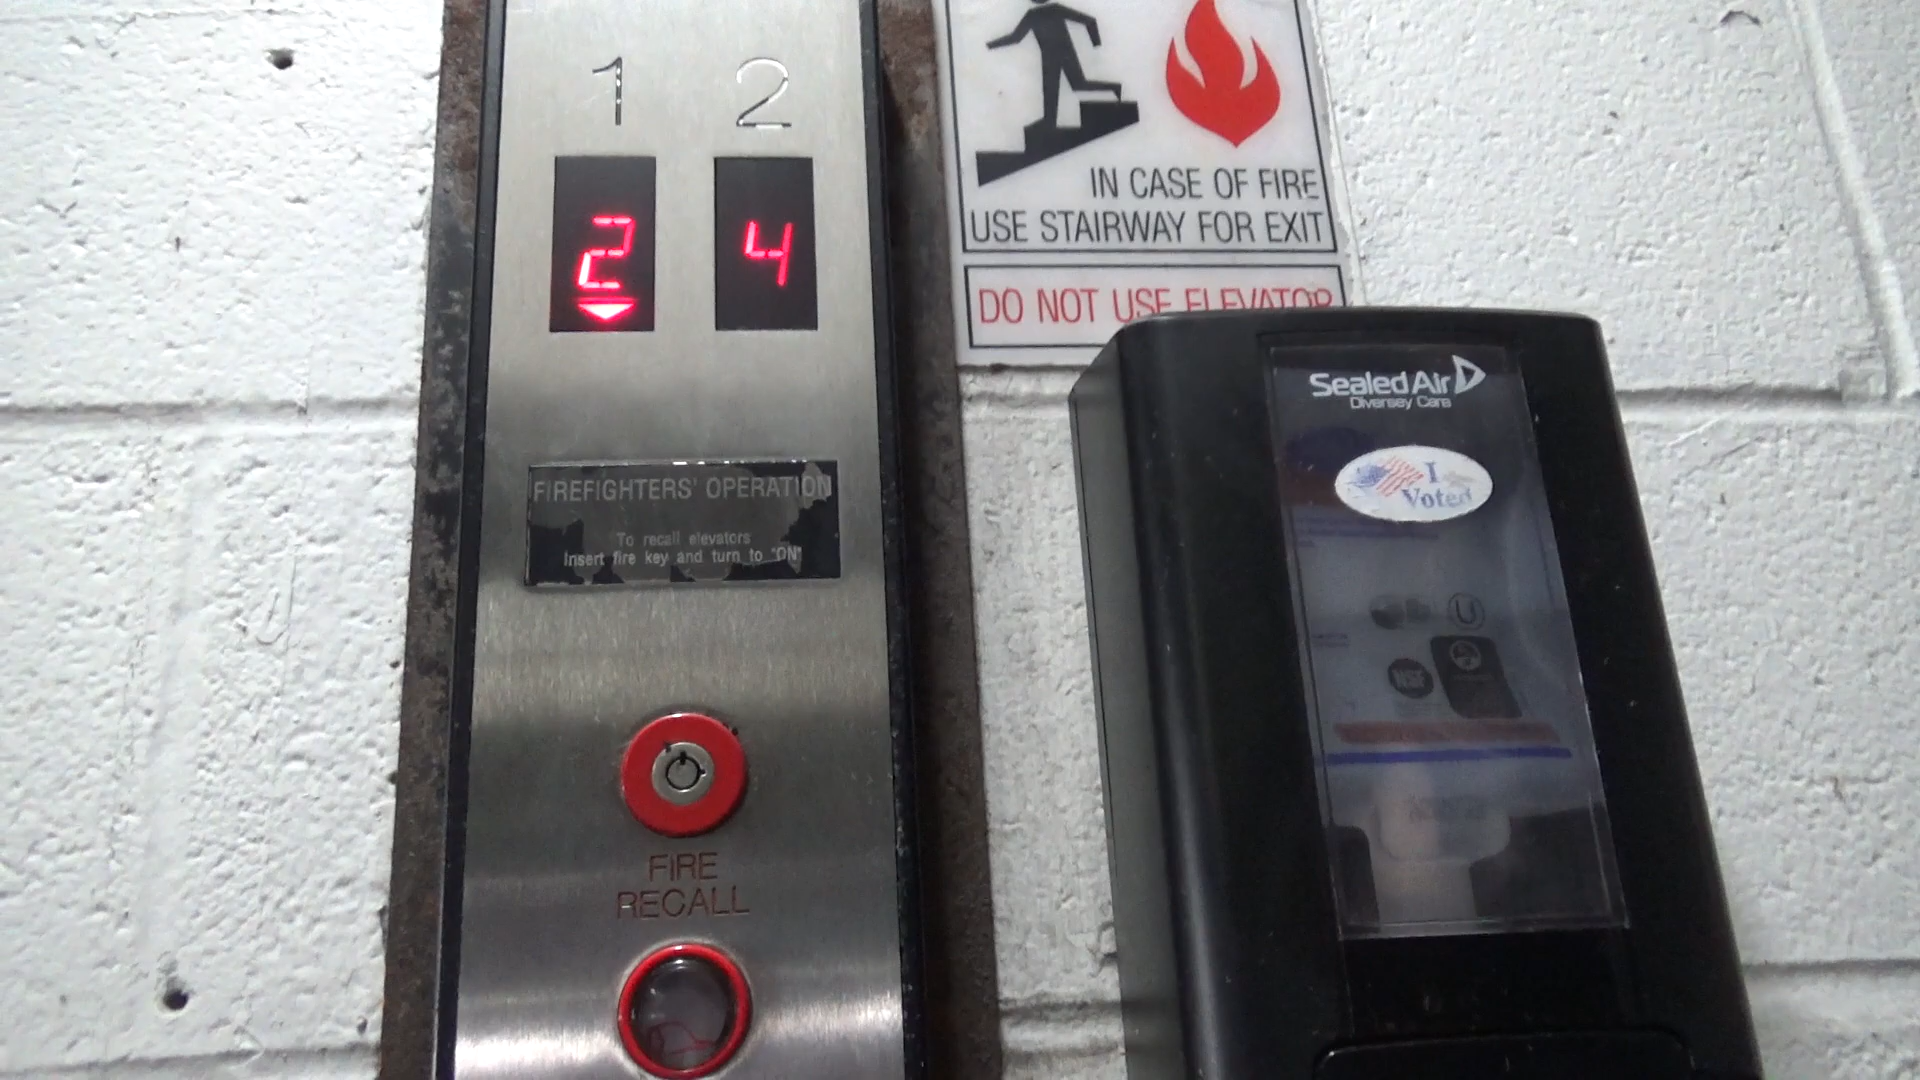 1 2
2 4
FIREFIGHTERS' OPERATION
To recall elevators
Insert fire key and turn to "ON"
FIRE
RECALL
IN CASE OF FIRE
USE STAIRWAY FOR EXIT
DO NOT USE ELEVATOR
Sealed Air
Diversey Care
I
Voted
U
NSF